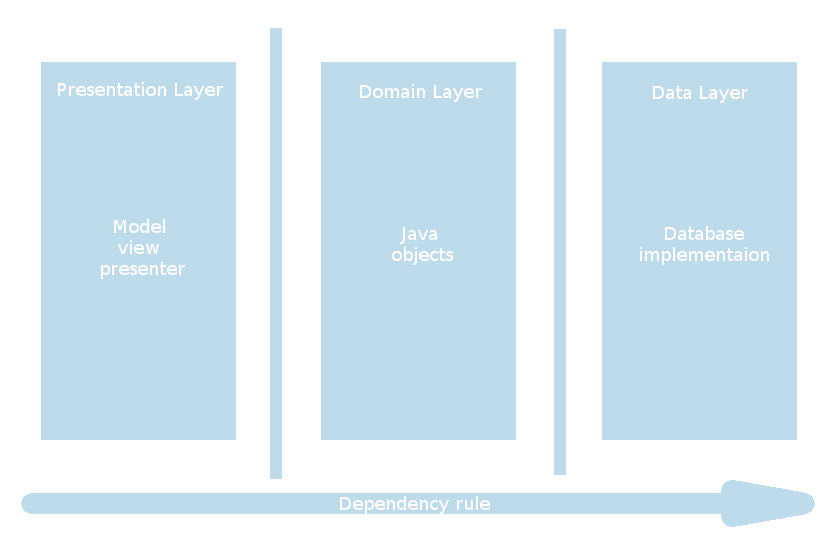 Presentation Layer
Model
view
presenter
Domain Layer
Java
objects
Data Layer
Database
implementaion
Dependency rule